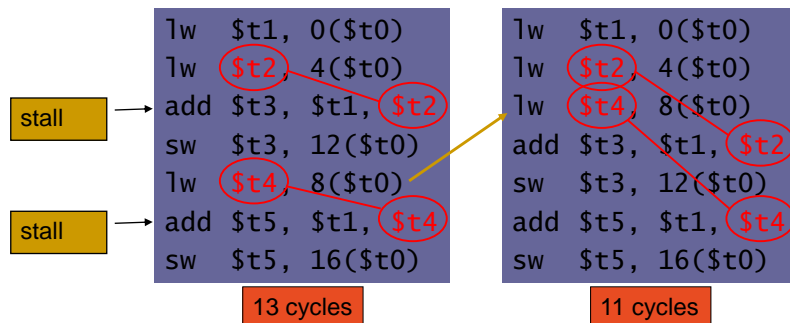 lw $t1, 0($t0)
lw $t2, 4($t0)
stall
add $t3, $t1, $t2
sw $t3, 12($t0)
lw $t4, 8($t0)
stall
add $t5, $t1, $t4
sw $t5, 16($t0)
13 cycles
lw $t1, 0($t0)
lw $t2, 4($t0)
lw $t4, 8($t0)
add $t3, $t1, $t2
sw $t3, 12($t0)
add $t5, $t1, $t4
sw $t5, 16($t0)
11 cycles